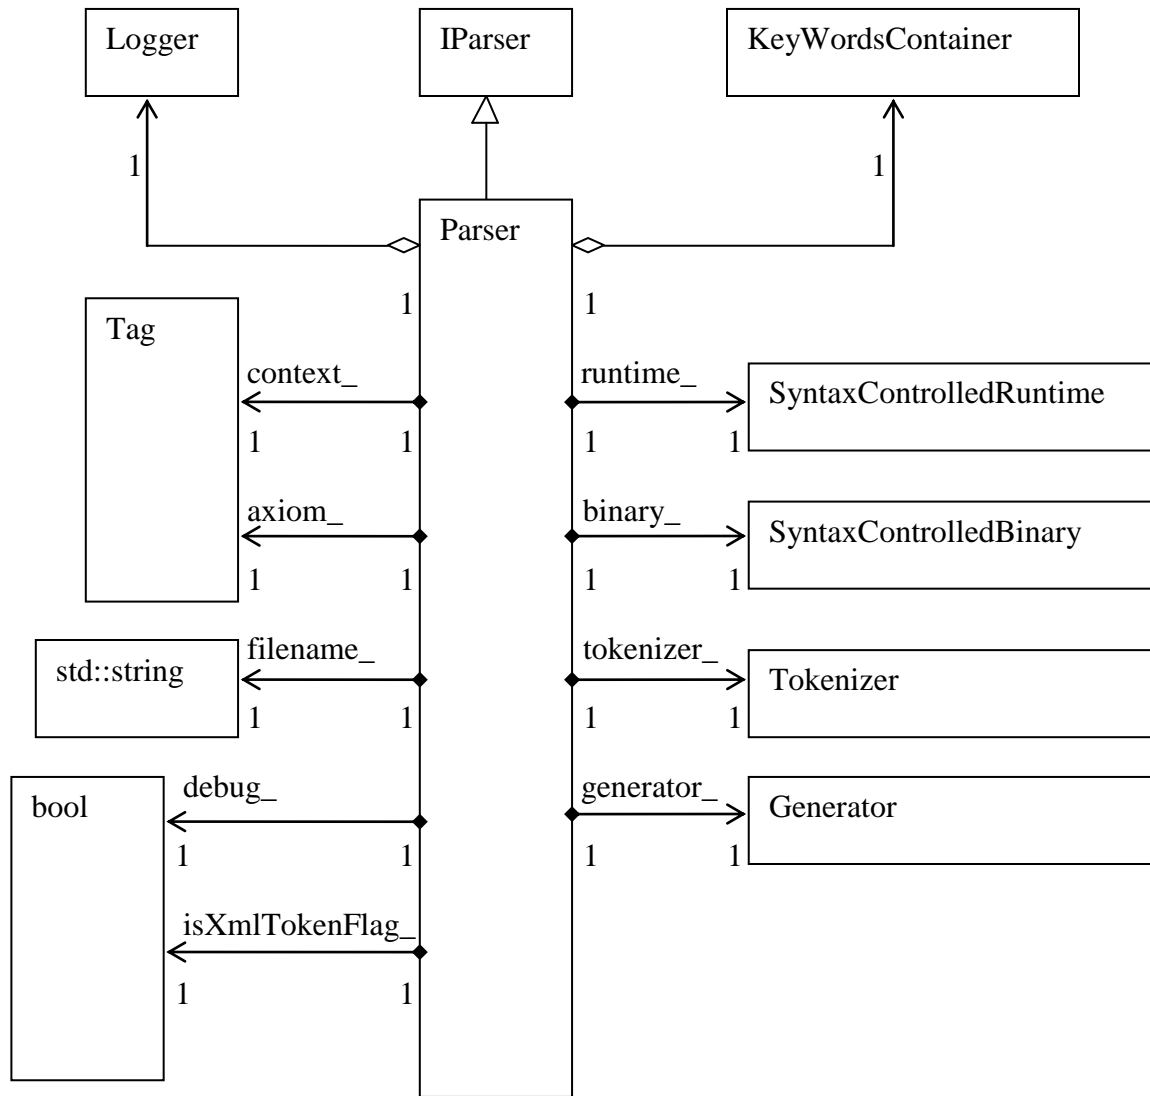 Logger
IParser
KeyWordsContainer
1
1
Parser
1
1
Tag
context_
runtime_
SyntaxControlledRuntime
1
1
1
1
axiom_
binary_
SyntaxControlledBinary
1
1
1
1
filename_
tokenizer_
std::string
Tokenizer
1
1
1
1
debug_
generator_
bool
Generator
1
1
1
1
isXmlTokenFlag_
1
1